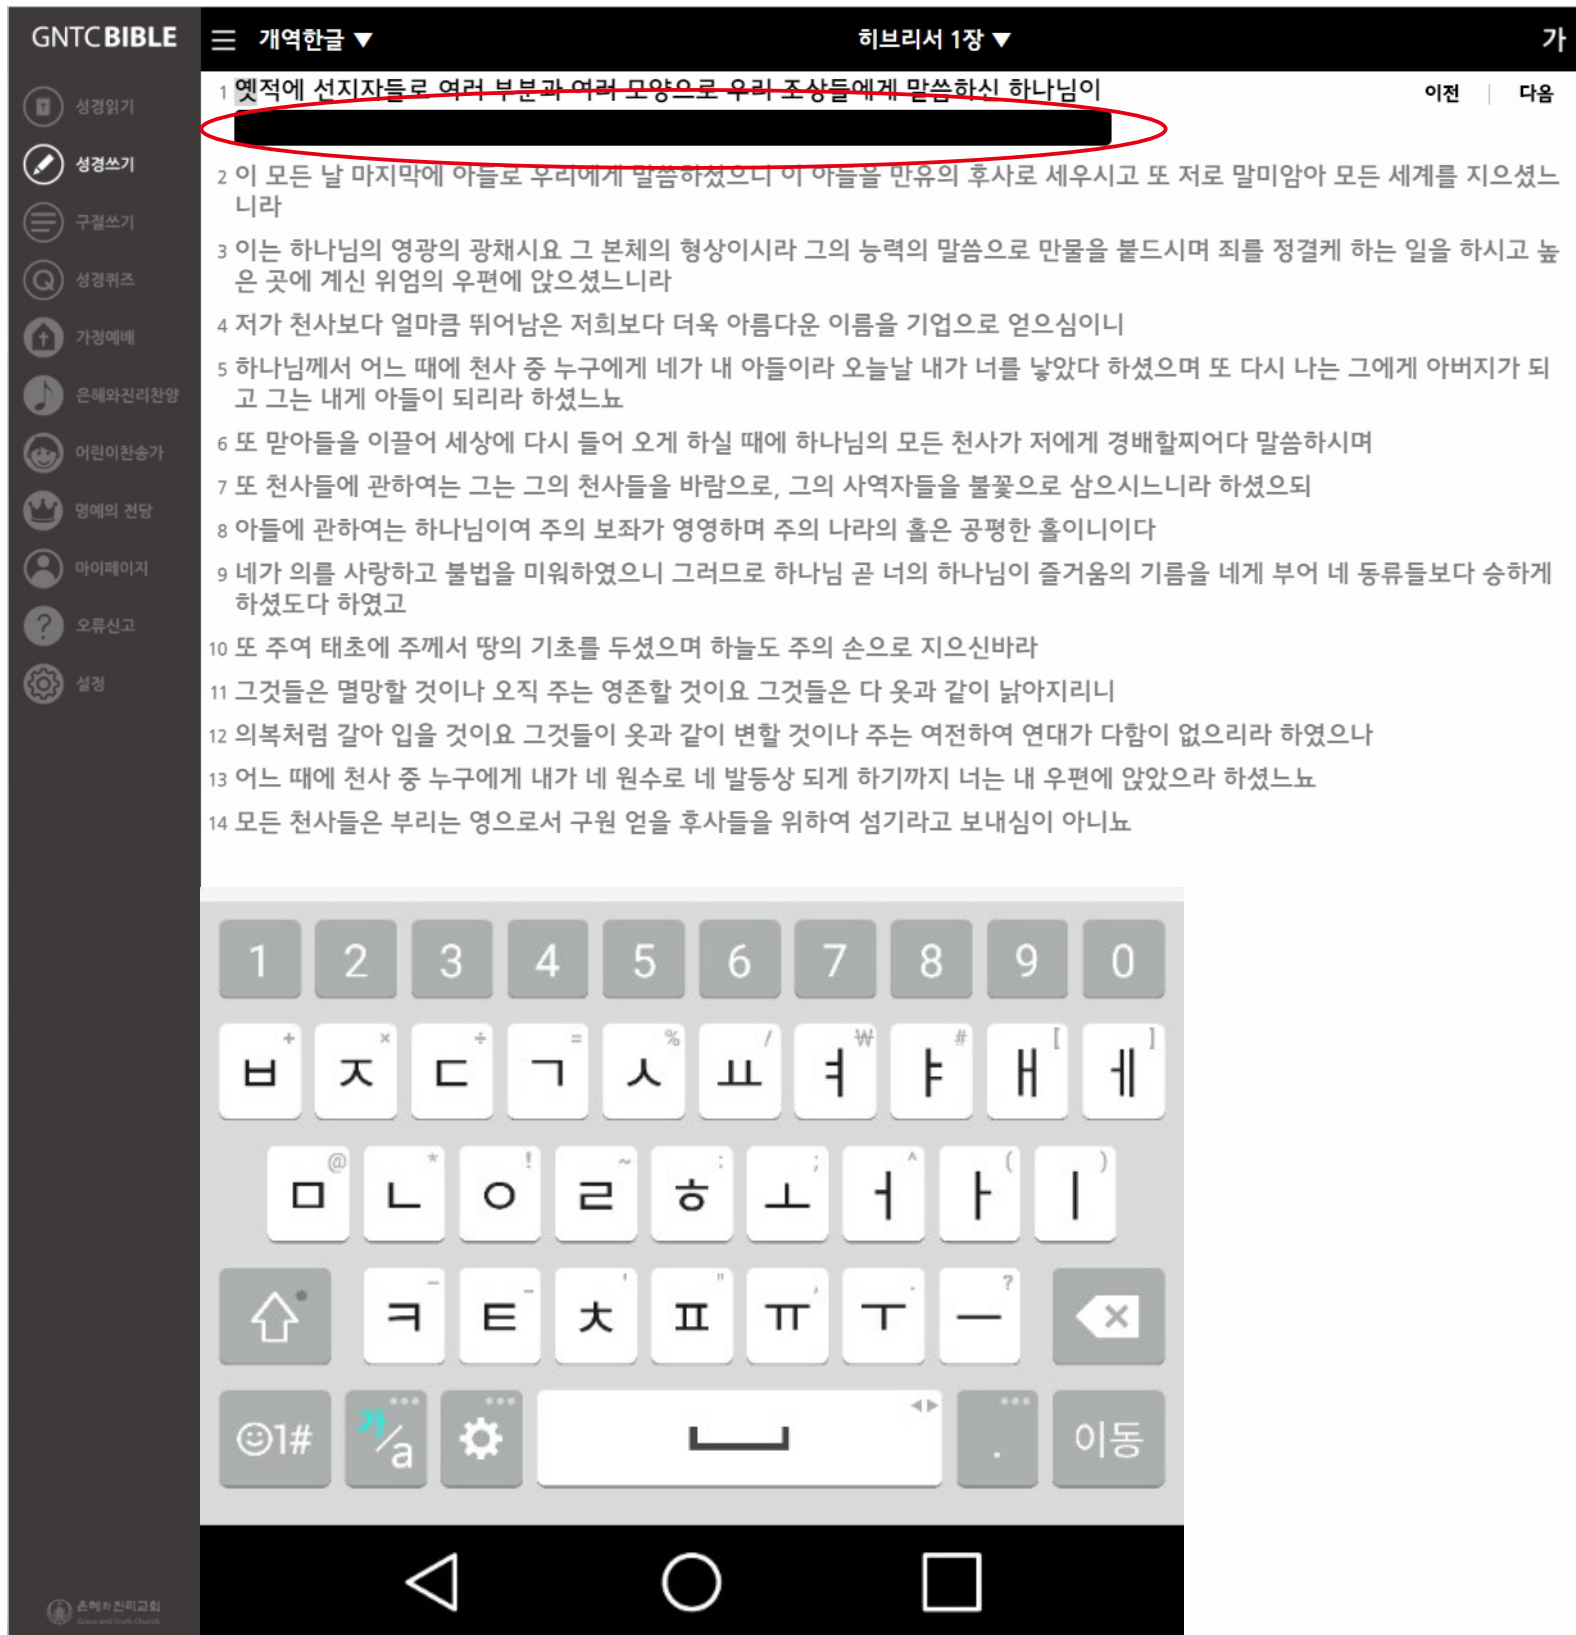 GNTC BIBLE
개역한글 ▼
히브리서 1장 ▼
가
성경읽기
성경쓰기
구절쓰기
성경퀴즈
가정예배
은혜와진리찬양
어린이찬송가
명예의 전당
마이페이지
오류신고
설정
은혜와진리교회
Grace and Truth Church
이전 | 다음
1 옛적에 선지자들로 여러 부분과 여러 모양으로 우리 조상들에게 말씀하신 하나님이
2 이 모든 날 마지막에 아들로 우리에게 말씀하셨으니 이 아들을 만유의 후사로 세우시고 또 저로 말미암아 모든 세계를 지으셨느
니라
3 이는 하나님의 영광의 광채시요 그 본체의 형상이시라 그의 능력의 말씀으로 만물을 붙드시며 죄를 정결케 하는 일을 하시고 높
은 곳에 계신 위엄의 우편에 앉으셨느니라
4 저가 천사보다 얼마큼 뛰어남은 저희보다 더욱 아름다운 이름을 기업으로 얻으심이니
5 하나님께서 어느 때에 천사 중 누구에게 네가 내 아들이라 오늘날 내가 너를 낳았다 하셨으며 또 다시 나는 그에게 아버지가 되
고 그는 내게 아들이 되리라 하셨느뇨
6 또 맏아들을 이끌어 세상에 다시 들어 오게 하실 때에 하나님의 모든 천사가 저에게 경배할찌어다 말씀하시며
7 또 천사들에 관하여는 그는 그의 천사들을 바람으로, 그의 사역자들을 불꽃으로 삼으시느니라 하셨으되
8 아들에 관하여는 하나님이여 주의 보좌가 영영하며 주의 나라의 홀은 공평한 홀이니이다
9 네가 의를 사랑하고 불법을 미워하였으니 그러므로 하나님 곧 너의 하나님이 즐거움의 기름을 네게 부어 네 동류들보다 승하게
하셨도다 하였고
10 또 주여 태초에 주께서 땅의 기초를 두셨으며 하늘도 주의 손으로 지으신바라
11 그것들은 멸망할 것이나 오직 주는 영존할 것이요 그것들은 다 옷과 같이 낡아지리니
12 의복처럼 갈아 입을 것이요 그것들이 옷과 같이 변할 것이나 주는 여전하여 연대가 다함이 없으리라 하였으나
13 어느 때에 천사 중 누구에게 내가 네 원수로 네 발등상 되게 하기까지 너는 내 우편에 앉았으라 하셨느뇨
14 모든 천사들은 부리는 영으로서 구원 얻을 후사들을 위하여 섬기라고 보내심이 아니뇨
1 2 3 4 5 6 7 8 9 0
+ × ÷ = % / ₩ # [ ]
ㅂ ㅈ ㄷ ㄱ ㅅ ㅛ ㅕ ㅑ ㅐ ㅔ
@ * ! ~ : ; ^ ( )
ㅁ ㄴ ㅇ ㄹ ㅎ ㅗ ㅓ ㅏ ㅣ
- _ ' " , . ?
ㅋ ㅌ ㅊ ㅍ ㅠ ㅜ ㅡ
☺1# 가/a . 이동